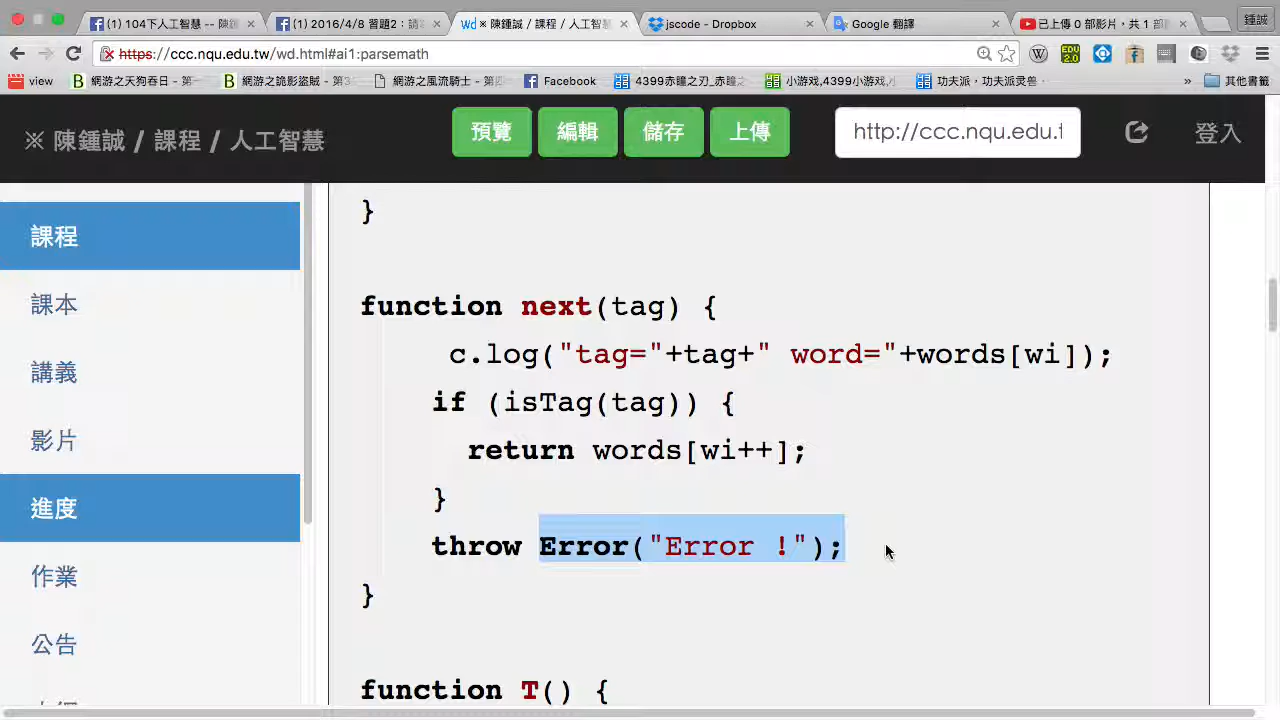 (1) 104下人工智慧 -- 陳鍾
(1) 2016/4/8 習題2：請
※ 陳鍾誠 / 課程 / 人工智慧
jscode - Dropbox
Google 翻譯
已上傳 0 部影片，共 1 部
鍾誠
https://ccc.nqu.edu.tw/wd.html#ai1:parsemath
view
網游之天狗春日 - 第一
網游之詭影盜賊 - 第
網游之風流騎士 - 第四
Facebook
4399赤瞳之刃_赤瞳之
小游戏,4399小游戏,小
功夫派，功夫派灵兽
»
其他書籤
※ 陳鍾誠 / 課程 / 人工智慧
預覽
編輯
儲存
上傳
http://ccc.nqu.edu.t
登入
課程
課本
講義
影片
進度
作業
公告
}
function next(tag) {
c.log("tag="+tag+" word="+words[wi]);
if (isTag(tag)) {
return words[wi++];
}
throw Error("Error !");
}
function T() {